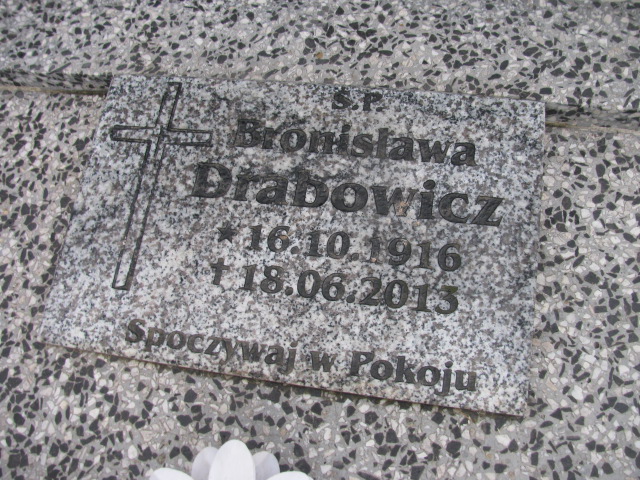 Ś.P.
Bronisława
Drabowicz
* 16.10.1916
† 18.06.2013
Spoczywaj w Pokoju